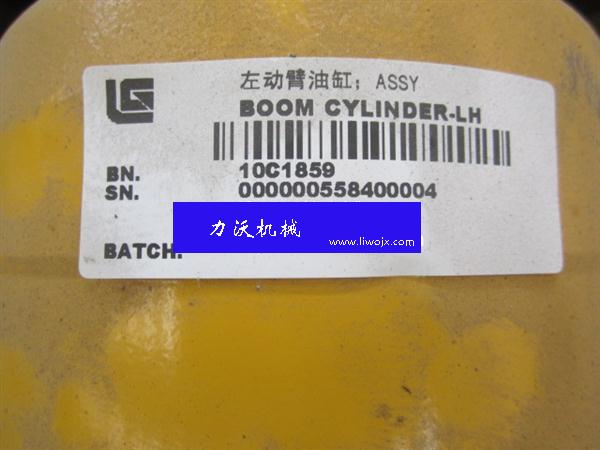 LG
左动臂油缸; ASSY
BOOM CYLINDER-LH
BN. 10C1859
SN. 000000558400004
力沃机械
www.liwojx.com
BATCH.